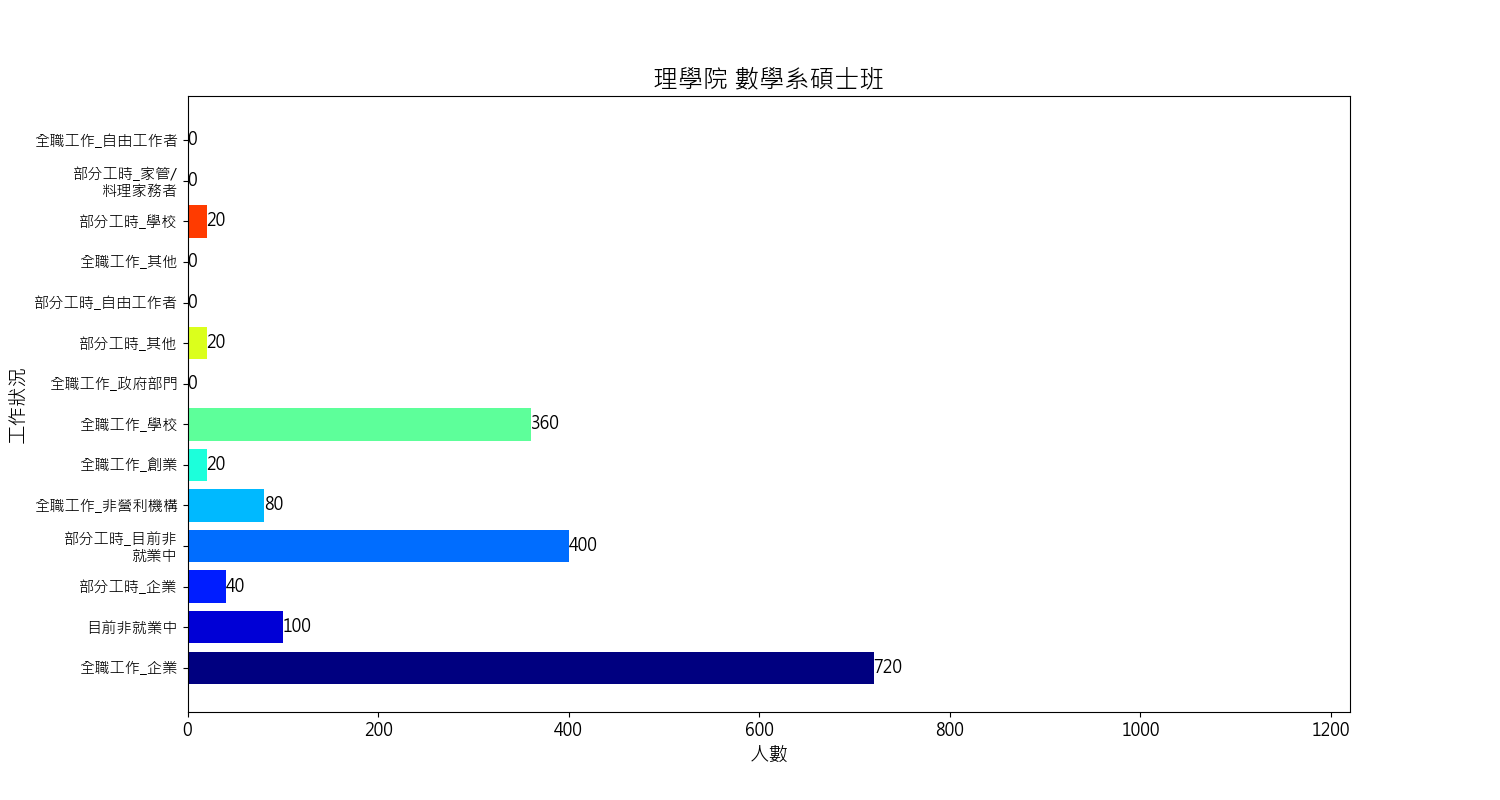 理學院 數學系碩士班
全職工作_自由工作者
0
部分工時_家管/
料理家務者
0
部分工時_學校
20
全職工作_其他
0
部分工時_自由工作者
0
部分工時_其他
20
全職工作_政府部門
0
全職工作_學校
360
全職工作_創業
20
全職工作_非營利機構
80
部分工時_目前非
就業中
400
部分工時_企業
40
目前非就業中
100
全職工作_企業
720
工作狀況
0 200 400 600 800 1000 1200
人數